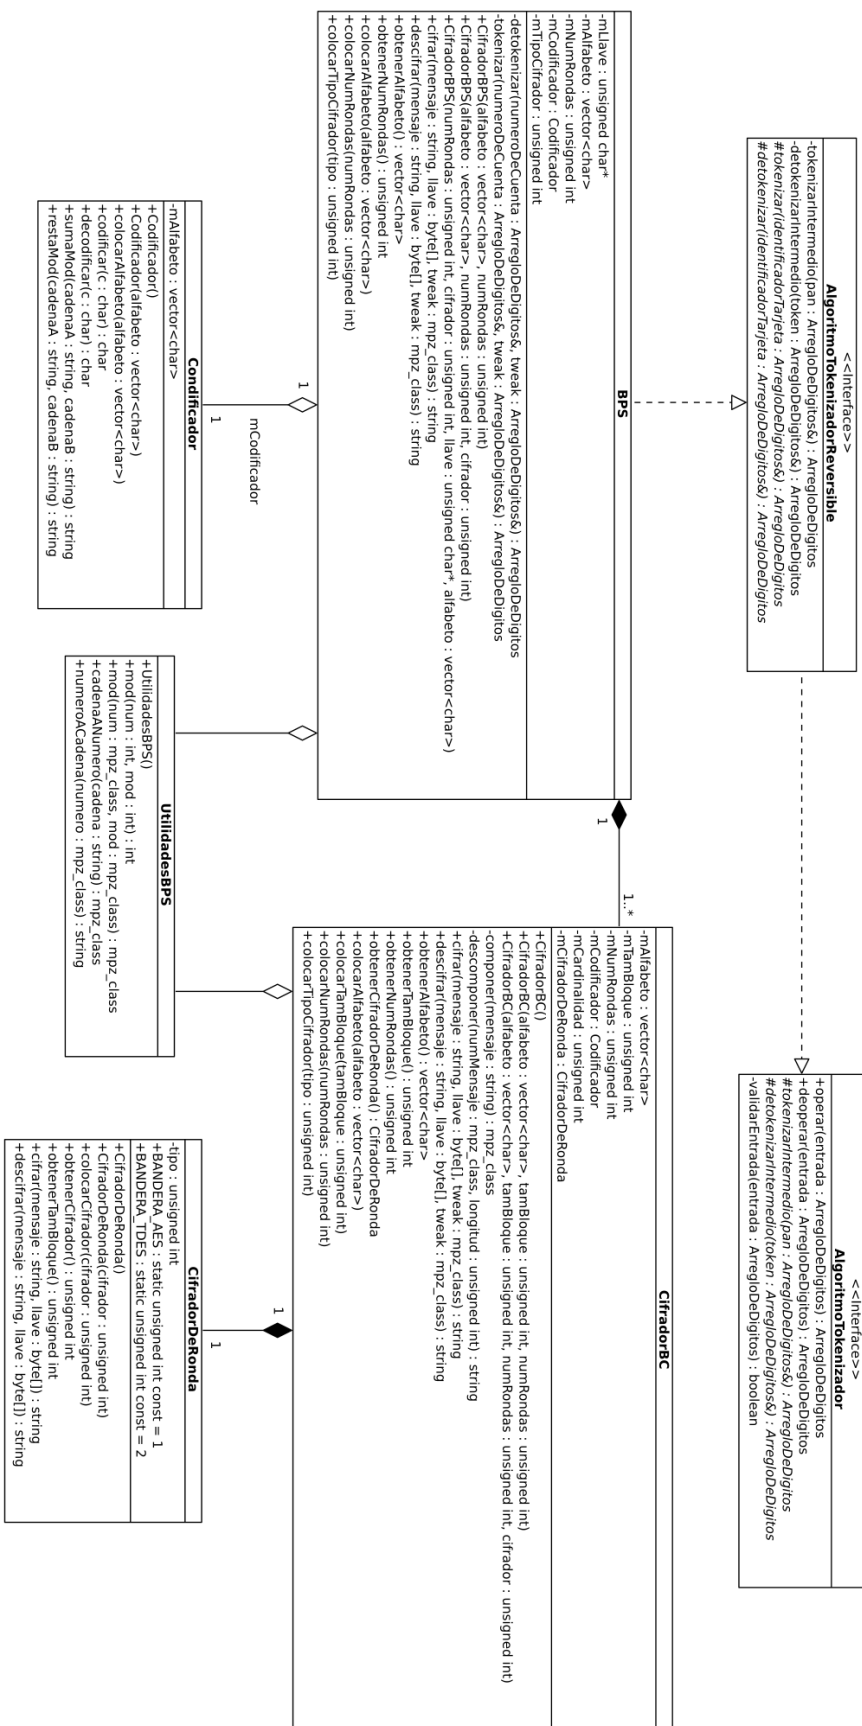 <<Interface>>
AlgoritmoTokenizadorReversible
-tokenizarIntermedio(pan : ArregloDeDigitos&) : ArregloDeDigitos
-detokenizarIntermedio(token : ArregloDeDigitos&) : ArregloDeDigitos
#tokenizar(identificadorTarjeta : ArregloDeDigitos&) : ArregloDeDigitos
#detokenizar(identificadorTarjeta : ArregloDeDigitos&) : ArregloDeDigitos
<<Interface>>
AlgoritmoTokenizador
+operar(entrada : ArregloDeDigitos) : ArregloDeDigitos
+deoperar(entrada : ArregloDeDigitos) : ArregloDeDigitos
#tokenizarIntermedio(pan : ArregloDeDigitos&) : ArregloDeDigitos
#detokenizarIntermedio(token : ArregloDeDigitos&) : ArregloDeDigitos
-validarEntrada(entrada : ArregloDeDigitos) : boolean
BPS
-mLlave : unsigned char*
-mAlfabeto : vector<char>
-mNumRondas : unsigned int
-mCodificador : Codificador
-mTipoCifrador : unsigned int
-detokenizar(numeroDeCuenta : ArregloDeDigitos&, tweak : ArregloDeDigitos&) : ArregloDeDigitos
-tokenizar(numeroDeCuenta : ArregloDeDigitos&, tweak : ArregloDeDigitos&) : ArregloDeDigitos
+CifradorBPS(alfabeto : vector<char>, numRondas : unsigned int)
+CifradorBPS(alfabeto : vector<char>, numRondas : unsigned int, cifrador : unsigned int)
+CifradorBPS(numRondas : unsigned int, cifrador : unsigned int, llave : unsigned char*, alfabeto : vector<char>)
+cifrar(mensaje : string, llave : byte[], tweak : mpz_class) : string
+descifrar(mensaje : string, llave : byte[], tweak : mpz_class) : string
+obtenerAlfabeto() : vector<char>
+obtenerNumRondas() : unsigned int
+colocarAlfabeto(alfabeto : vector<char>)
+colocarNumRondas(numRondas : unsigned int)
+colocarTipoCifrador(tipo : unsigned int)
1
1..*
CifradorBC
-mAlfabeto : vector<char>
-mTamBloque : unsigned int
-mNumRondas : unsigned int
-mCodificador : Codificador
-mCardinalidad : unsigned int
-mCifradorDeRonda : CifradorDeRonda
+CifradorBC()
+CifradorBC(alfabeto : vector<char>, tamBloque : unsigned int, numRondas : unsigned int)
+CifradorBC(alfabeto : vector<char>, tamBloque : unsigned int, numRondas : unsigned int, cifrador : unsigned int)
-componer(mensaje : string) : mpz_class
-descomponer(numMensaje : mpz_class, longitud : unsigned int) : string
+cifrar(mensaje : string, llave : byte[], tweak : mpz_class) : string
+descifrar(mensaje : string, llave : byte[], tweak : mpz_class) : string
+obtenerAlfabeto() : vector<char>
+obtenerTamBloque() : unsigned int
+obtenerNumRondas() : unsigned int
+obtenerCifradorDeRonda() : CifradorDeRonda
+colocarAlfabeto(alfabeto : vector<char>)
+colocarTamBloque(tamBloque : unsigned int)
+colocarNumRondas(numRondas : unsigned int)
+colocarTipoCifrador(tipo : unsigned int)
1
mCodificador
1
Condificador
-mAlfabeto : vector<char>
+Codificador()
+Codificador(alfabeto : vector<char>)
+colocarAlfabeto(alfabeto : vector<char>)
+codificar(c : char) : char
+decodificar(c : char) : char
+sumaMod(cadenaA : string, cadenaB : string) : string
+restaMod(cadenaA : string, cadenaB : string) : string
UtilidadesBPS
+UtilidadesBPS()
+mod(num : int, mod : int) : int
+mod(num : mpz_class, mod : mpz_class) : mpz_class
+cadenaANumero(cadena : string) : mpz_class
+numeroACadena(numero : mpz_class) : string
1
1
CifradorDeRonda
-tipo : unsigned int
+BANDERA_AES : static unsigned int const = 1
+BANDERA_TDES : static unsigned int const = 2
+CifradorDeRonda()
+CifradorDeRonda(cifrador : unsigned int)
+colocarCifrador(cifrador : unsigned int)
+obtenerCifrador() : unsigned int
+obtenerTamBloque() : unsigned int
+cifrar(mensaje : string, llave : byte[]) : string
+descifrar(mensaje : string, llave : byte[]) : string